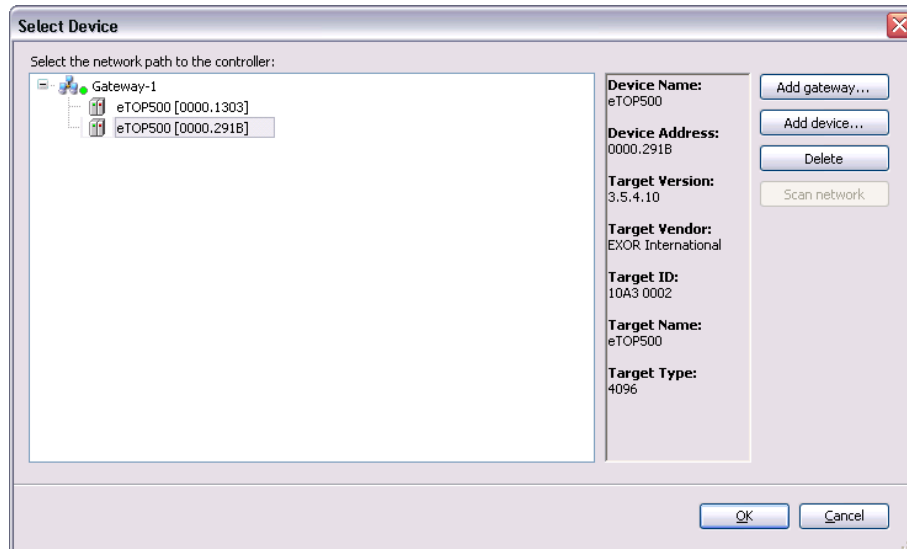 Select Device
Select the network path to the controller:
Gateway-1
eTOP500 [0000.1303]
eTOP500 [0000.291B]
Device Name:
eTOP500
Device Address:
0000.291B
Target Version:
3.5.4.10
Target Vendor:
EXOR International
Target ID:
10A3 0002
Target Name:
eTOP500
Target Type:
4096
Add gateway...
Add device...
Delete
Scan network
OK
Cancel